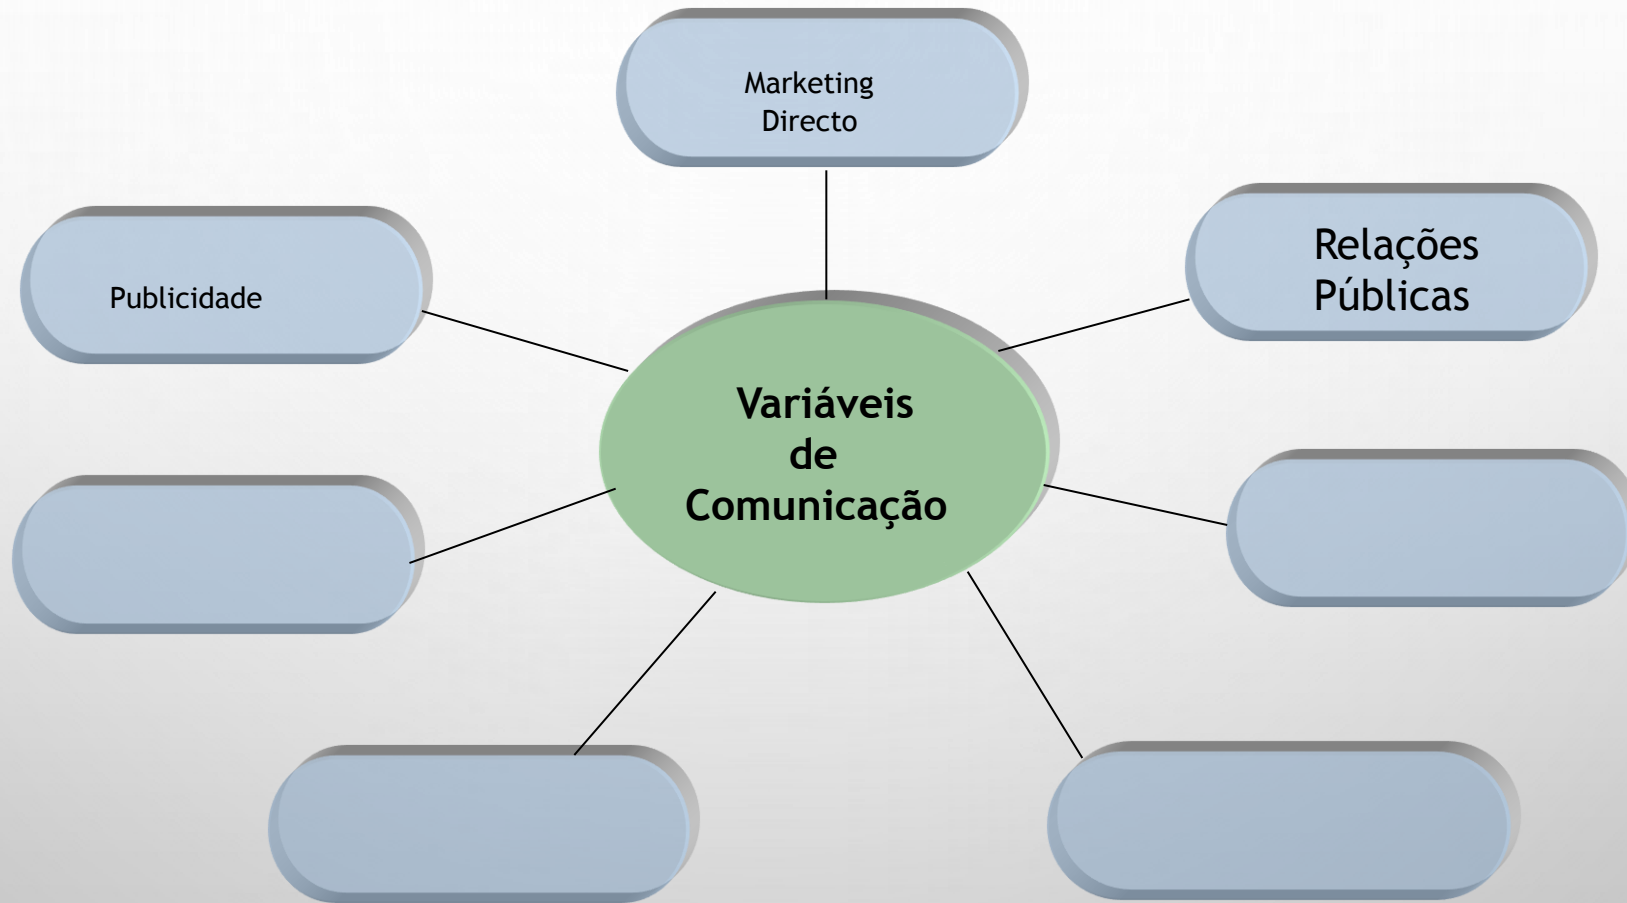 Marketing
Directo
Relações
Públicas
Publicidade
Variáveis
de
Comunicação